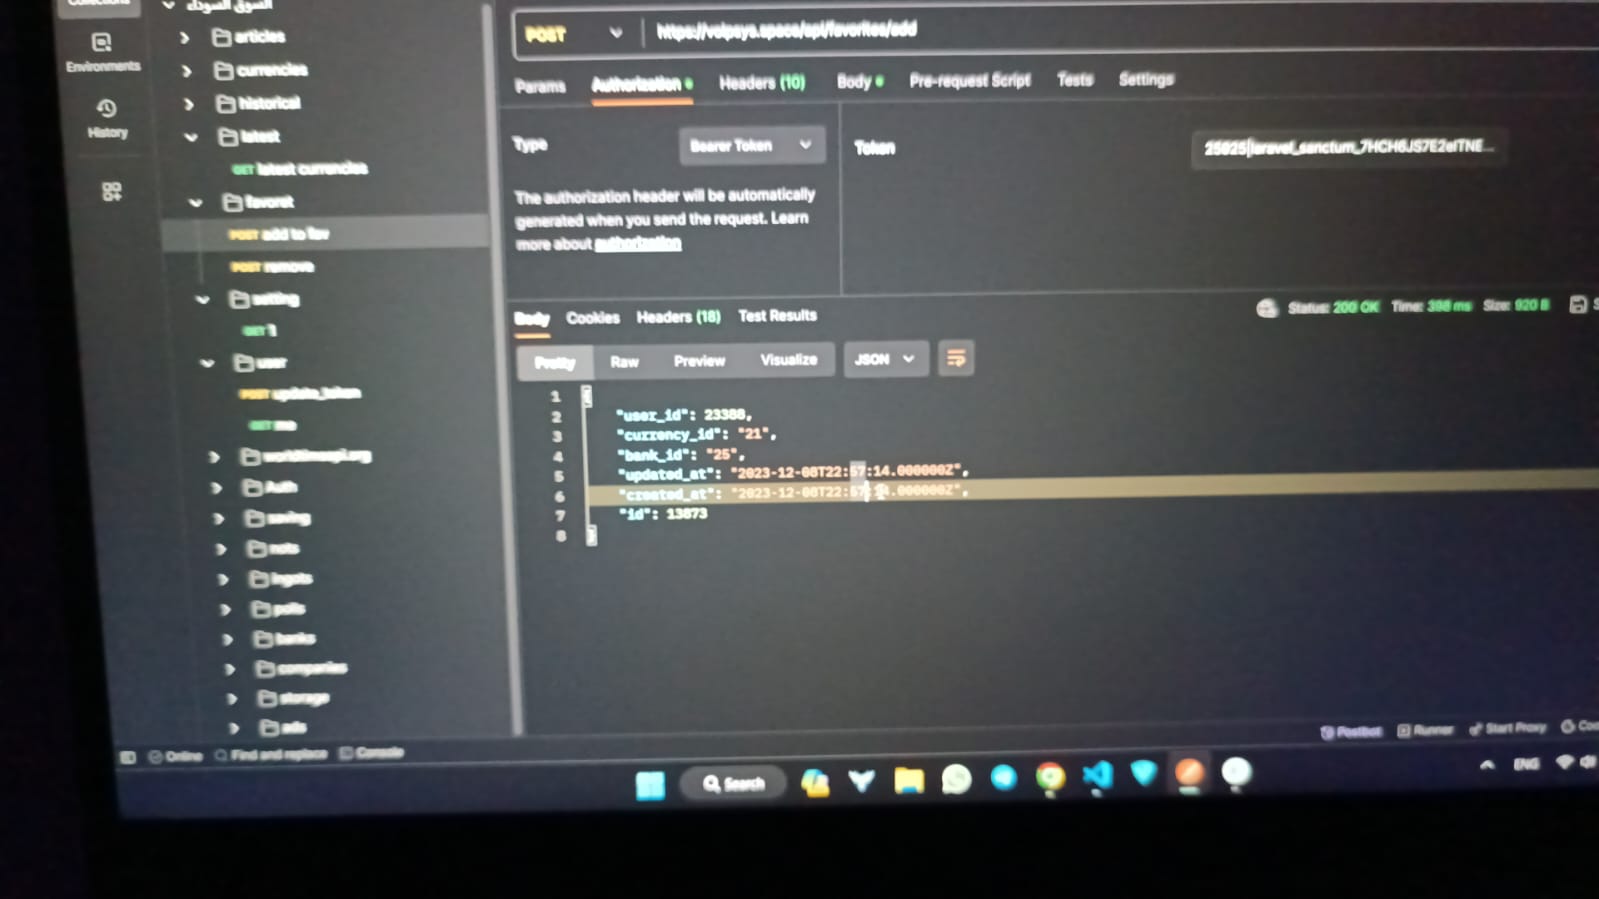 Collections
السوق السوداء
articles
Environments
currencies
historical
History
latest
GET latest currencies
favorit
POST add to fav
POST remove
setting
GET 1
user
POST update_token
GET me
worldtimeapi.org
Auth
saving
nots
ingots
polls
banks
companies
storage
ads
POST https://volpsys.space/api/favorites/add
Params Authorization Headers (10) Body Pre-request Script Tests Settings
Type Bearer Token Token
The authorization header will be automatically
generated when you send the request. Learn
more about authorization
Body Cookies Headers (18) Test Results Status: 200 OK Time: 398 ms Size: 920 B
Pretty Raw Preview Visualize JSON
1 {
2 "user_id": 23388,
3 "currency_id": "21",
4 "bank_id": "25",
5 "updated_at": "2023-12-08T22:57:14.000000Z",
6 "created_at": "2023-12-08T22:57:14.000000Z",
7 "id": 13873
8 }
Online Find and replace Console Postbot Runner Start Proxy
Search ENG